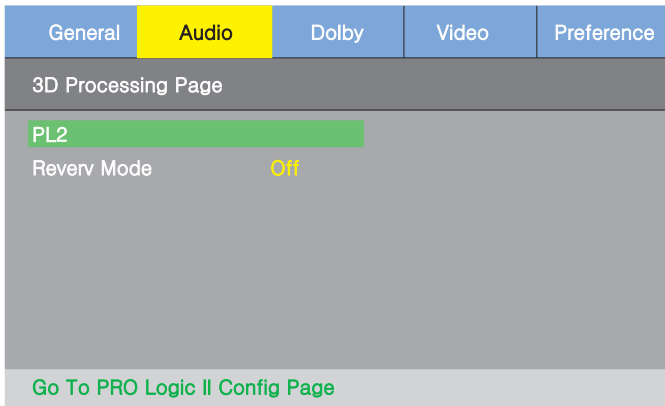 General Audio Dolby Video Preference
3D Processing Page
PL2
Reverv Mode Off
Go To PRO Logic II Config Page